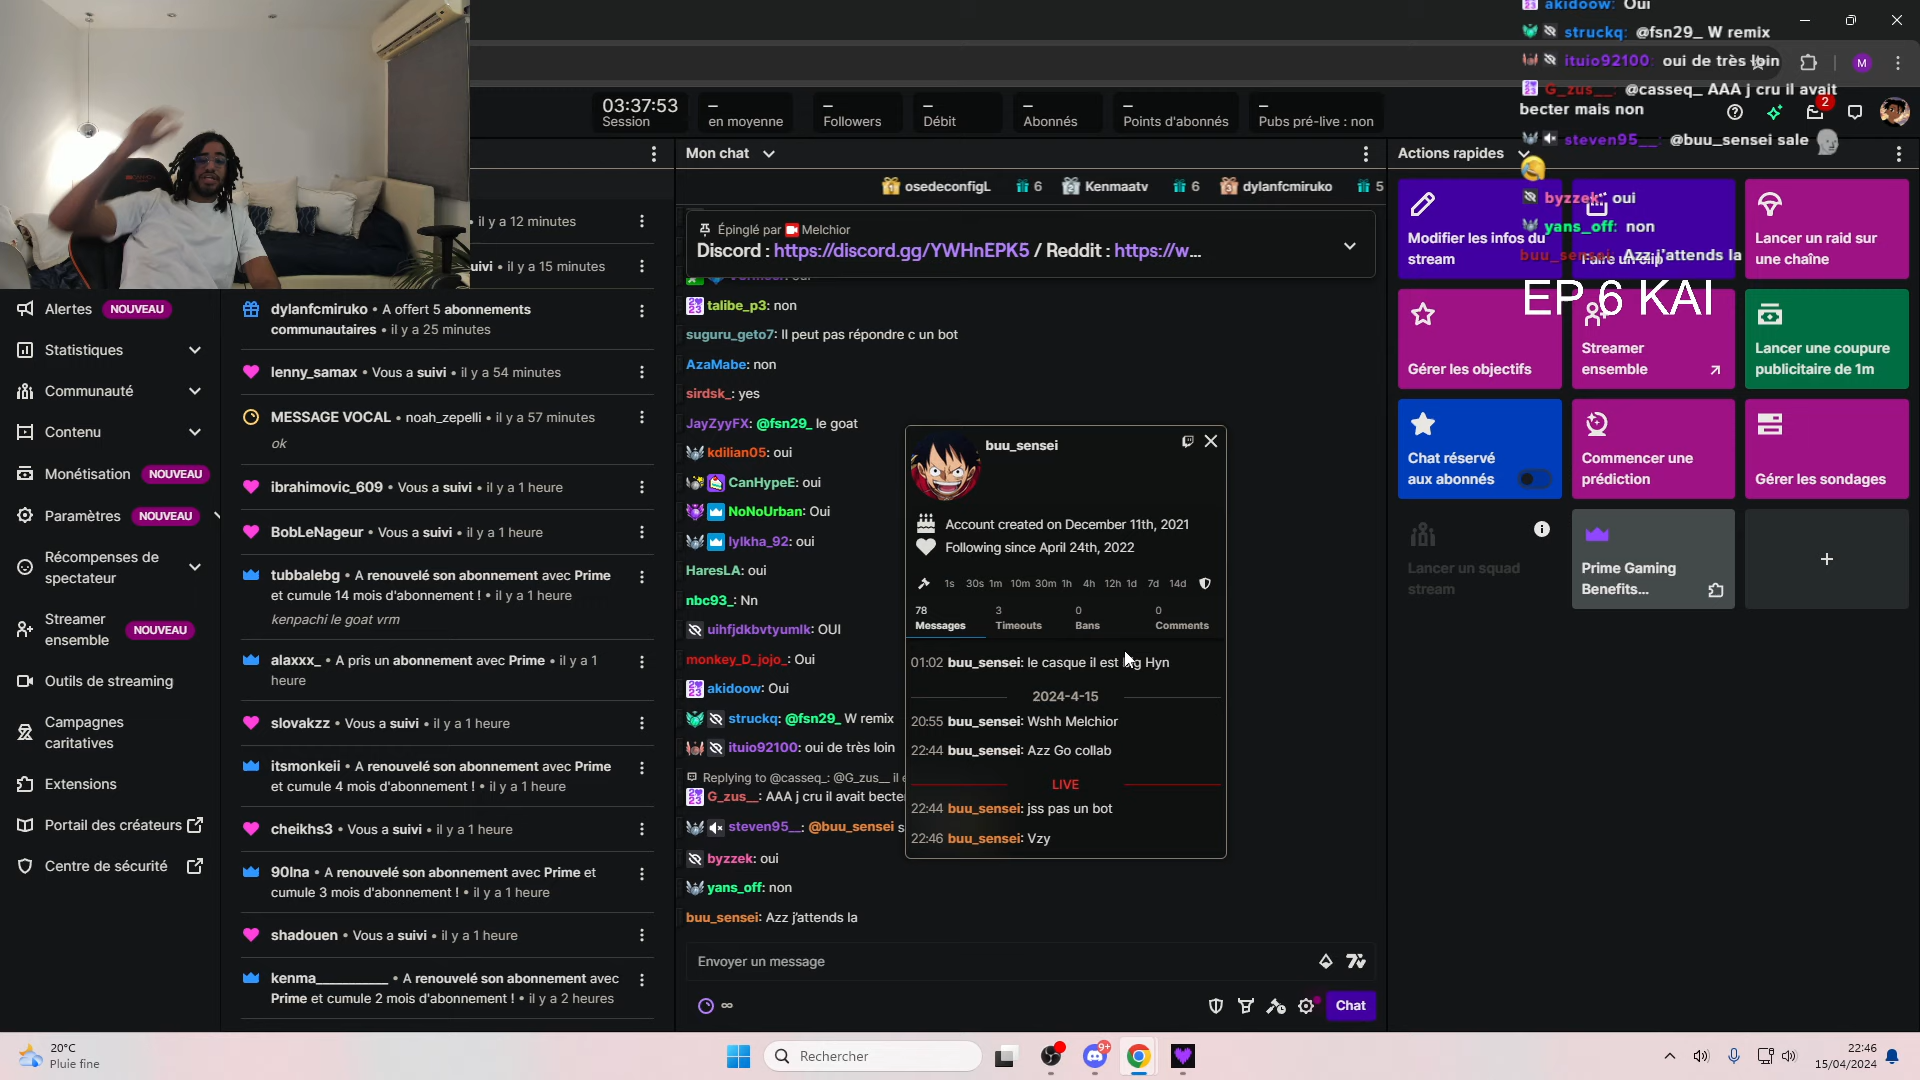 03:37:53
Session
–
en moyenne
–
Followers
–
Débit
–
Abonnés
–
Points d'abonnés
–
Pubs pré-live : non
M
2
akidoow: Oui
struckq: @fsn29_ W remix
ituio92100: oui de très loin
G_zus__: @casseq_ AAA j cru il avait
becter mais non
steven95__: @buu_sensei sale
byzzek: oui
yans_off: non
buu_sensei: Azz j'attends la
EP 6 KAI
• il y a 12 minutes
uivi • il y a 15 minutes
Alertes NOUVEAU
Statistiques
Communauté
Contenu
Monétisation NOUVEAU
Paramètres NOUVEAU
Récompenses de
spectateur
Streamer
ensemble NOUVEAU
Outils de streaming
Campagnes
caritatives
Extensions
Portail des créateurs
Centre de sécurité
dylanfcmiruko • A offert 5 abonnements
communautaires • il y a 25 minutes
lenny_samax • Vous a suivi • il y a 54 minutes
MESSAGE VOCAL • noah_zepelli • il y a 57 minutes
ok
ibrahimovic_609 • Vous a suivi • il y a 1 heure
BobLeNageur • Vous a suivi • il y a 1 heure
tubbalebg • A renouvelé son abonnement avec Prime
et cumule 14 mois d'abonnement ! • il y a 1 heure
kenpachi le goat vrm
alaxxx_ • A pris un abonnement avec Prime • il y a 1
heure
slovakzz • Vous a suivi • il y a 1 heure
itsmonkeii • A renouvelé son abonnement avec Prime
et cumule 4 mois d'abonnement ! • il y a 1 heure
cheikhs3 • Vous a suivi • il y a 1 heure
90lna • A renouvelé son abonnement avec Prime et
cumule 3 mois d'abonnement ! • il y a 1 heure
shadouen • Vous a suivi • il y a 1 heure
kenma__________ • A renouvelé son abonnement avec
Prime et cumule 2 mois d'abonnement ! • il y a 2 heures
Mon chat
osedeconfigL 6 Kenmaatv 6 dylanfcmiruko 5
Épinglé par Melchior
Discord : https://discord.gg/YWHnEPK5 / Reddit : https://w...
talibe_p3: non
suguru_geto7: Il peut pas répondre c un bot
AzaMabe: non
sirdsk_: yes
JayZyyFX: @fsn29_ le goat
kdilian05: oui
CanHypeE: oui
NoNoUrban: Oui
lylkha_92: oui
HaresLA: oui
nbc93_: Nn
uihfjdkbvtyumlk: OUI
monkey_D_jojo_: Oui
akidoow: Oui
struckq: @fsn29_ W remix
ituio92100: oui de très loin
Replying to @casseq_: @G_zus__ il e
G_zus__: AAA j cru il avait becter
steven95__: @buu_sensei s
byzzek: oui
yans_off: non
buu_sensei: Azz j'attends la
Envoyer un message
Chat
buu_sensei
Account created on December 11th, 2021
Following since April 24th, 2022
1s 30s 1m 10m 30m 1h 4h 12h 1d 7d 14d
78
Messages
3
Timeouts
0
Bans
0
Comments
01:02 buu_sensei: le casque il est Hyn
2024-4-15
20:55 buu_sensei: Wshh Melchior
22:44 buu_sensei: Azz Go collab
LIVE
22:44 buu_sensei: jss pas un bot
22:46 buu_sensei: Vzy
Actions rapides
Modifier les infos du
stream
Faire un clip
Lancer un raid sur
une chaîne
Gérer les objectifs
Streamer
ensemble
Lancer une coupure
publicitaire de 1m
Chat réservé
aux abonnés
Commencer une
prédiction
Gérer les sondages
Lancer un squad
stream
Prime Gaming
Benefits...
20°C
Pluie fine
Rechercher
9+
22:46
15/04/2024